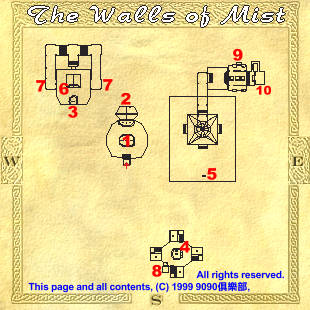 The Walls of Mist
9
7
6
7
10
3
2
1
1
5
W
E
4
8
All rights reserved.
This page and all contents, (C) 1999 9090俱樂部,
S